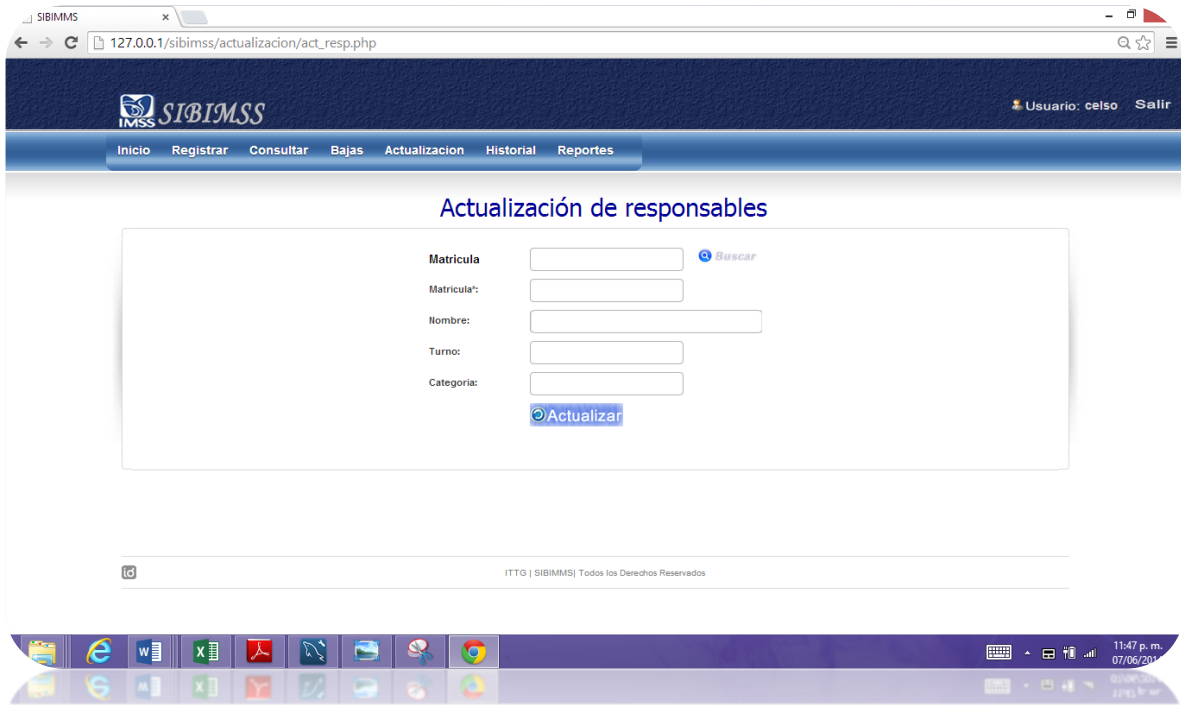 SIBIMMS
127.0.0.1/sibimss/actualizacion/act_resp.php
IMSS SIBIMSS
Usuario: celso Salir
Inicio Registrar Consultar Bajas Actualizacion Historial Reportes
Actualización de responsables
Matricula Buscar
Matricula*:
Nombre:
Turno:
Categoria:
Actualizar
id ITTG | SIBIMMS| Todos los Derechos Reservados
11:47 p. m.